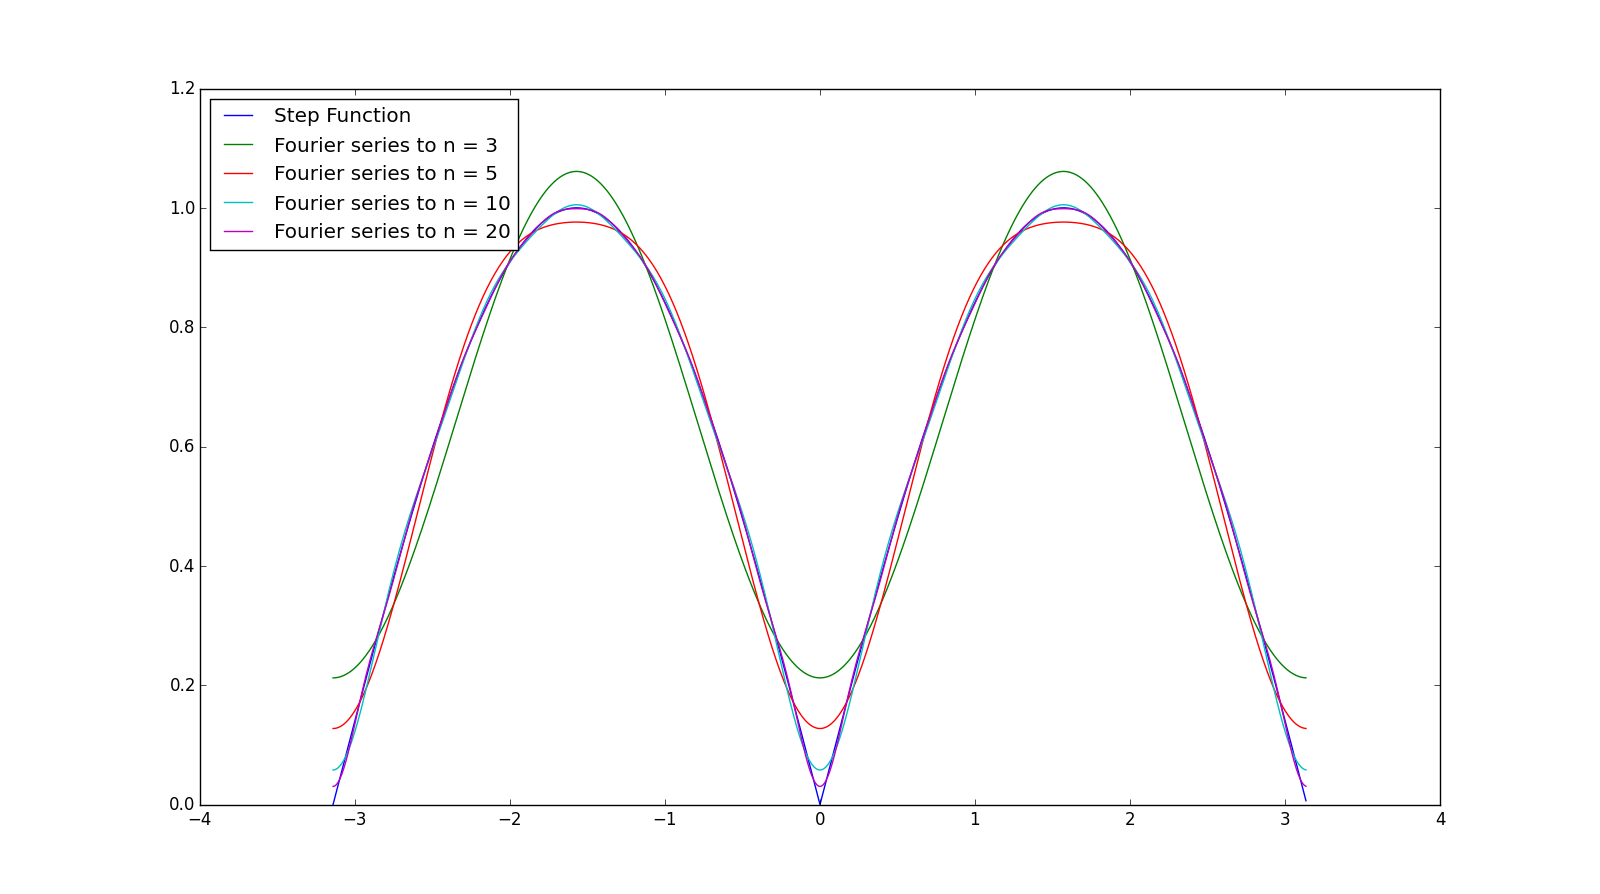 1.2
Step Function
Fourier series to n = 3
Fourier series to n = 5
Fourier series to n = 10
Fourier series to n = 20
1.0
0.8
0.6
0.4
0.2
0.0
−4 −3 −2 −1 0 1 2 3 4